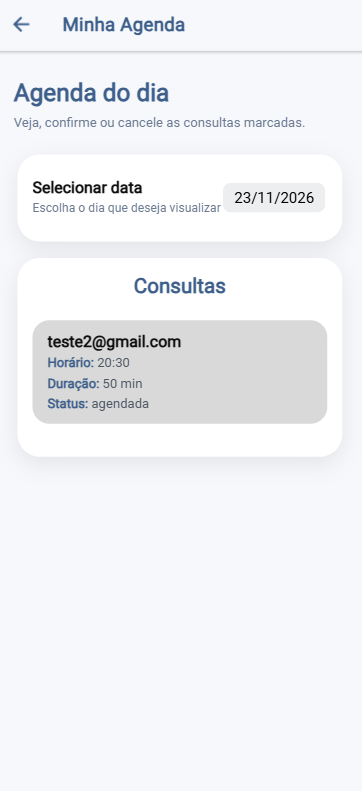 Minha Agenda
Agenda do dia
Veja, confirme ou cancele as consultas marcadas.
Selecionar data
Escolha o dia que deseja visualizar
23/11/2026
Consultas
teste2@gmail.com
Horário: 20:30
Duração: 50 min
Status: agendada